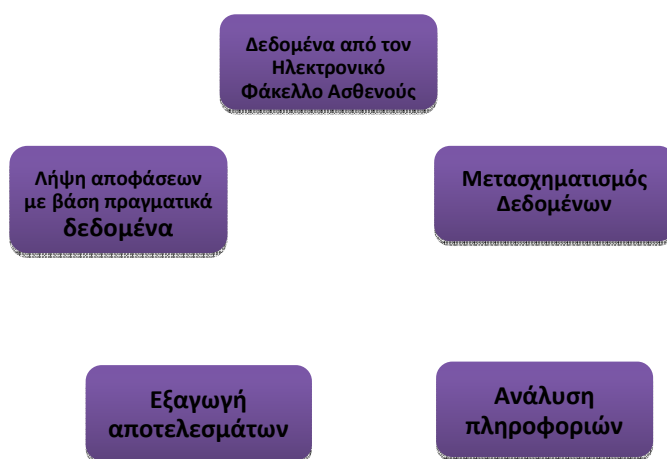 Δεδομένα από τον
Ηλεκτρονικό
Φάκελλο Ασθενούς
Μετασχηματισμός
Δεδομένων
Ανάλυση
πληροφοριών
Εξαγωγή
αποτελεσμάτων
Λήψη αποφάσεων
με βάση πραγματικά
δεδομένα